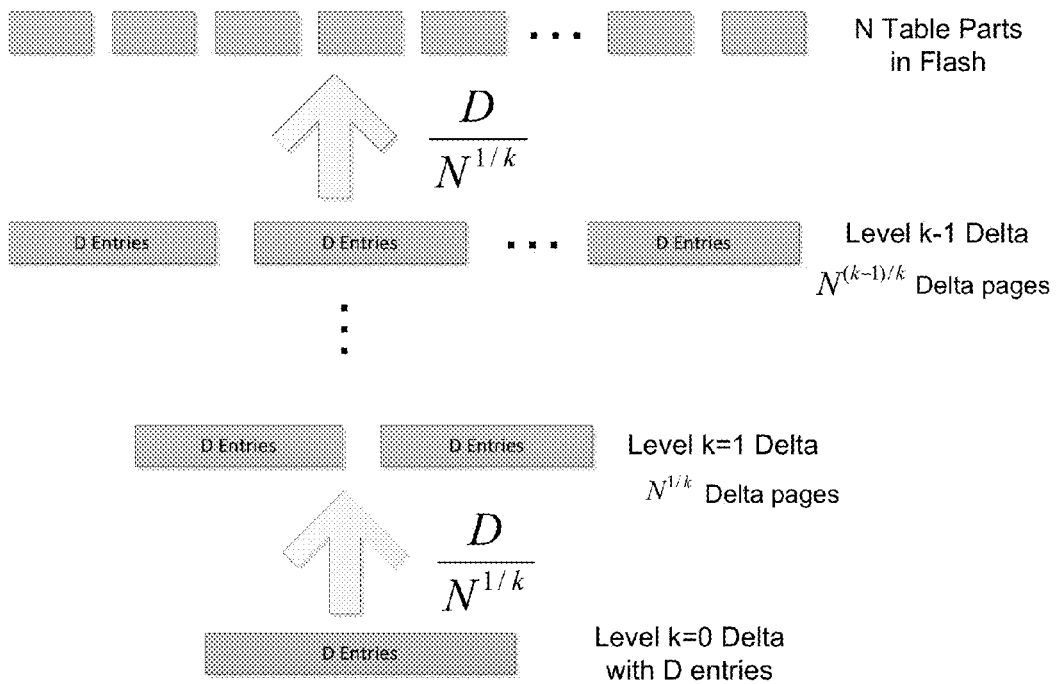 N Table Parts
in Flash
D
N^{1/k}
D Entries D Entries ... D Entries
Level k-1 Delta
N^{(k-1)/k} Delta pages
D Entries D Entries
Level k=1 Delta
N^{1/k} Delta pages
D
N^{1/k}
D Entries
Level k=0 Delta
with D entries